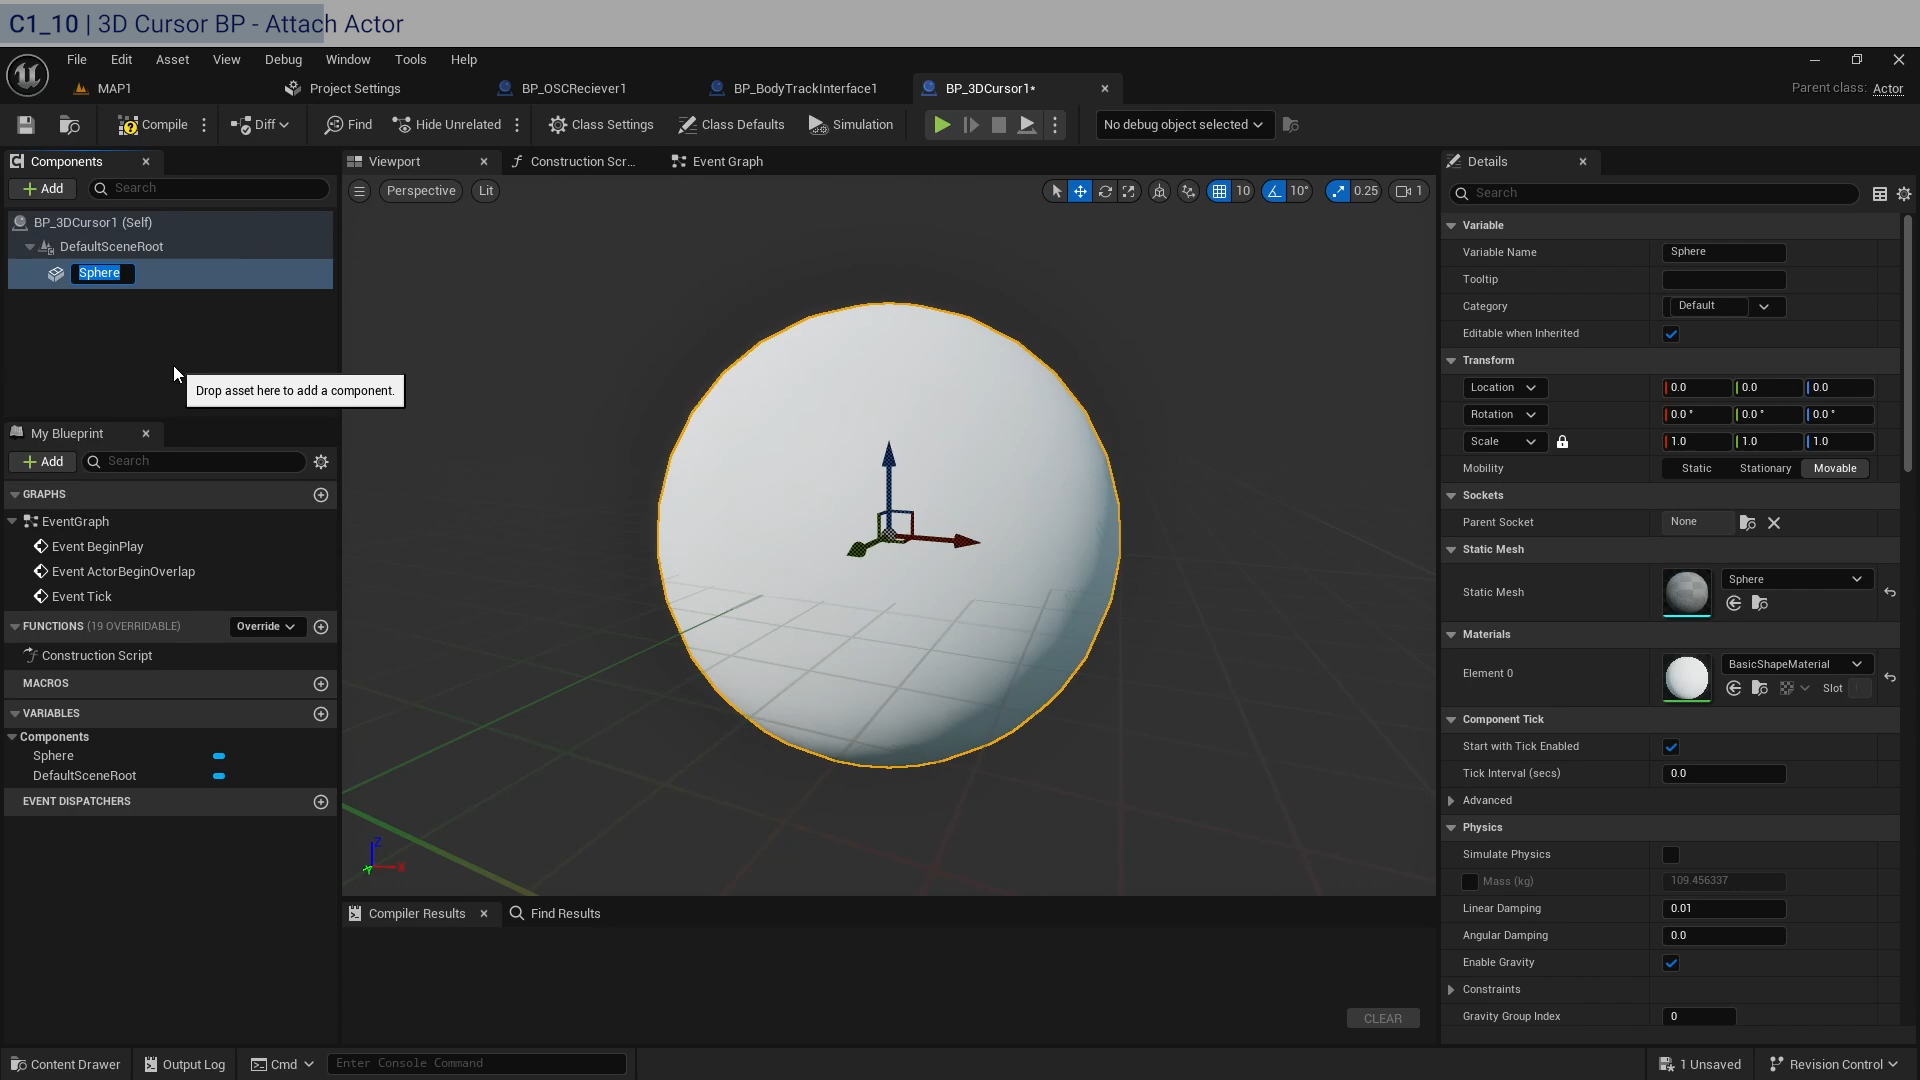 C1_10 | 3D Cursor BP - Attach Actor
File Edit Asset View Debug Window Tools Help
MAP1 Project Settings BP_OSCReciever1 BP_BodyTrackInterface1 BP_3DCursor1* Parent class: Actor
Compile Diff Find Hide Unrelated Class Settings Class Defaults Simulation No debug object selected
Components
Add Search
BP_3DCursor1 (Self)
DefaultSceneRoot
Sphere
Drop asset here to add a component.
My Blueprint
Add Search
GRAPHS
EventGraph
Event BeginPlay
Event ActorBeginOverlap
Event Tick
FUNCTIONS (19 OVERRIDABLE) Override
Construction Script
MACROS
VARIABLES
Components
Sphere
DefaultSceneRoot
EVENT DISPATCHERS
Viewport Construction Scr... Event Graph
Perspective Lit 10 10° 0.25 1
Z
X
Y
Compiler Results Find Results
CLEAR
Details
Search
Variable
Variable Name Sphere
Tooltip
Category Default
Editable when Inherited
Transform
Location 0.0 0.0 0.0
Rotation 0.0 ° 0.0 ° 0.0 °
Scale 1.0 1.0 1.0
Mobility Static Stationary Movable
Sockets
Parent Socket None
Static Mesh
Static Mesh Sphere
Materials
Element 0 BasicShapeMaterial
Slot
Component Tick
Start with Tick Enabled
Tick Interval (secs) 0.0
Advanced
Physics
Simulate Physics
Mass (kg) 109.456337
Linear Damping 0.01
Angular Damping 0.0
Enable Gravity
Constraints
Gravity Group Index 0
Content Drawer Output Log Cmd Enter Console Command 1 Unsaved Revision Control